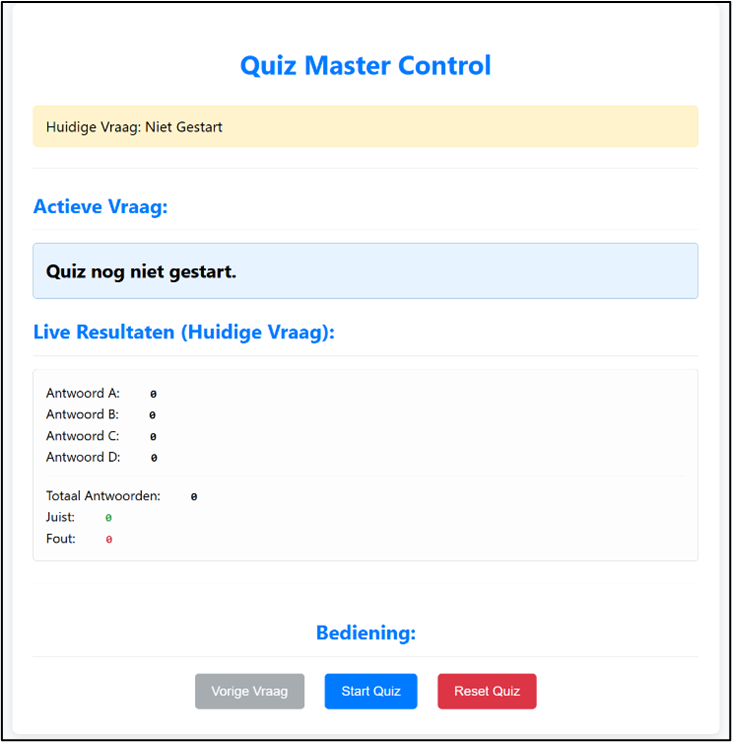 Quiz Master Control
Huidige Vraag: Niet Gestart
Actieve Vraag:
Quiz nog niet gestart.
Live Resultaten (Huidige Vraag):
Antwoord A: 0
Antwoord B: 0
Antwoord C: 0
Antwoord D: 0
Totaal Antwoorden: 0
Juist: 0
Fout: 0
Bediening:
Vorige Vraag Start Quiz Reset Quiz